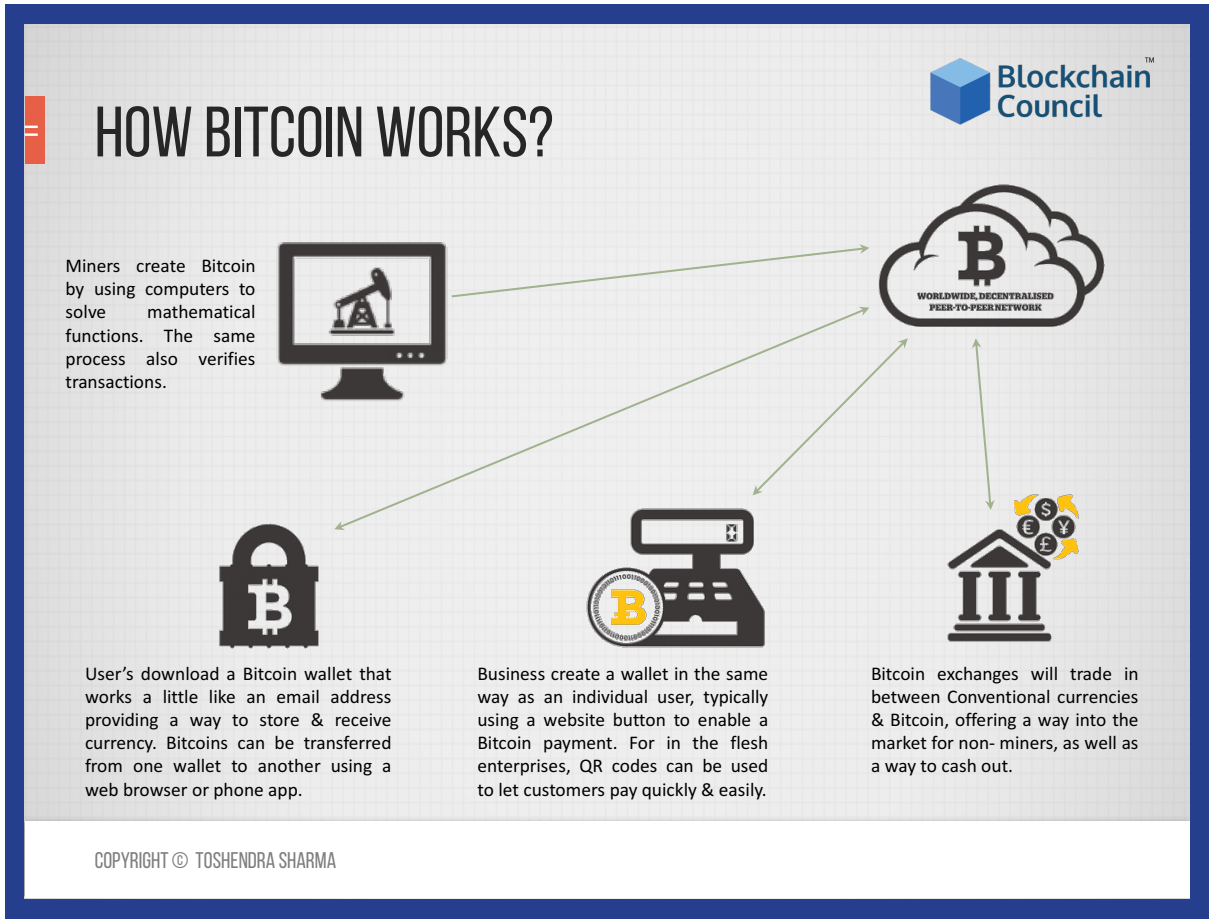 Blockchain
Council
TM
HOW BITCOIN WORKS?
Miners create Bitcoin
by using computers to
solve mathematical
functions. The same
process also verifies
transactions.
WORLDWIDE, DECENTRALISED
PEER-TO-PEER NETWORK
User's download a Bitcoin wallet that
works a little like an email address
providing a way to store & receive
currency. Bitcoins can be transferred
from one wallet to another using a
web browser or phone app.
Business create a wallet in the same
way as an individual user, typically
using a website button to enable a
Bitcoin payment. For in the flesh
enterprises, QR codes can be used
to let customers pay quickly & easily.
$
€ ¥
£
Bitcoin exchanges will trade in
between Conventional currencies
& Bitcoin, offering a way into the
market for non- miners, as well as
a way to cash out.
COPYRIGHT © TOSHENDRA SHARMA